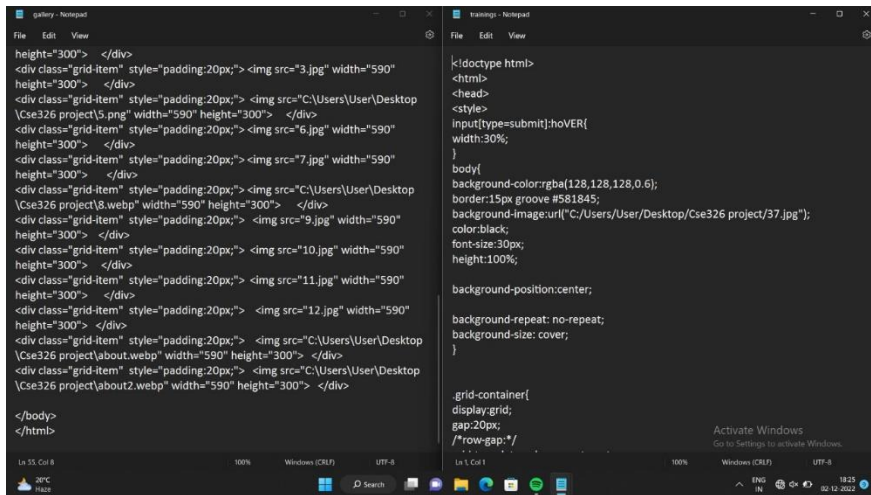 gallery - Notepad
File Edit View
height="300"> </div>
<div class="grid-item" style="padding:20px;"><img src="3.jpg" width="590"
height="300"> </div>
<div class="grid-item" style="padding:20px;"> <img src="C:\Users\User\Desktop
\Cse326 project\5.png" width="590" height="300"> </div>
<div class="grid-item" style="padding:20px;"><img src="6.jpg" width="590"
height="300"> </div>
<div class="grid-item" style="padding:20px;"><img src="7.jpg" width="590"
height="300"> </div>
<div class="grid-item" style="padding:20px;"><img src="C:\Users\User\Desktop
\Cse326 project\8.webp" width="590" height="300"> </div>
<div class="grid-item" style="padding:20px;"> <img src="9.jpg" width="590"
height="300"> </div>
<div class="grid-item" style="padding:20px;"> <img src="10.jpg" width="590"
height="300"> </div>
<div class="grid-item" style="padding:20px;"> <img src="11.jpg" width="590"
height="300"> </div>
<div class="grid-item" style="padding:20px;"> <img src="12.jpg" width="590"
height="300"> </div>
<div class="grid-item" style="padding:20px;"> <img src="C:\Users\User\Desktop
\Cse326 project\about.webp" width="590" height="300"> </div>
<div class="grid-item" style="padding:20px;"> <img src="C:\Users\User\Desktop
\Cse326 project\about2.webp" width="590" height="300"> </div>
</body>
</html>
Ln 35, Col 8 100% Windows (CRLF) UTF-8
trainings - Notepad
File Edit View
<!doctype html>
<html>
<head>
<style>
input[type=submit]:hoVER{
width:30%;
}
body{
background-color:rgba(128,128,128,0.6);
border:15px groove #581845;
background-image:url("C:/Users/User/Desktop/Cse326 project/37.jpg");
color:black;
font-size:30px;
height:100%;
background-position:center;
background-repeat: no-repeat;
background-size: cover;
}
.grid-container{
display:grid;
gap:20px;
/*row-gap:*/
Activate Windows
Go to Settings to activate Windows.
Ln 1, Col 1 100% Windows (CRLF) UTF-8
20°C
Haze
Search
ENG
IN
18:25
02-12-2022